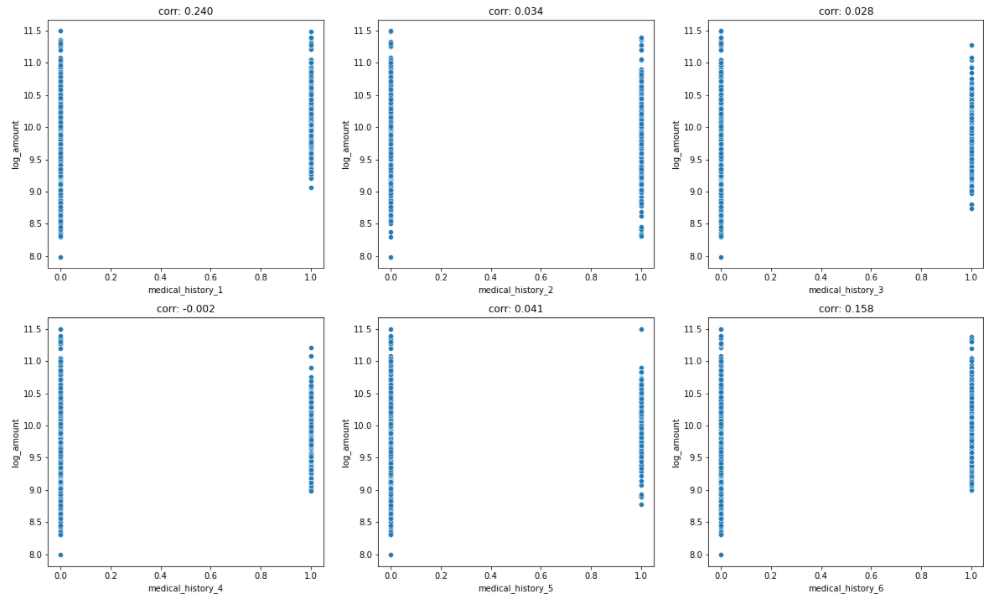 corr: 0.240
11.5
11.0
10.5
10.0
9.5
9.0
8.5
8.0
log_amount
0.0 0.2 0.4 0.6 0.8 1.0
medical_history_1
corr: 0.034
11.5
11.0
10.5
10.0
9.5
9.0
8.5
8.0
log_amount
0.0 0.2 0.4 0.6 0.8 1.0
medical_history_2
corr: 0.028
11.5
11.0
10.5
10.0
9.5
9.0
8.5
8.0
log_amount
0.0 0.2 0.4 0.6 0.8 1.0
medical_history_3
corr: -0.002
11.5
11.0
10.5
10.0
9.5
9.0
8.5
8.0
log_amount
0.0 0.2 0.4 0.6 0.8 1.0
medical_history_4
corr: 0.041
11.5
11.0
10.5
10.0
9.5
9.0
8.5
8.0
log_amount
0.0 0.2 0.4 0.6 0.8 1.0
medical_history_5
corr: 0.158
11.5
11.0
10.5
10.0
9.5
9.0
8.5
8.0
log_amount
0.0 0.2 0.4 0.6 0.8 1.0
medical_history_6